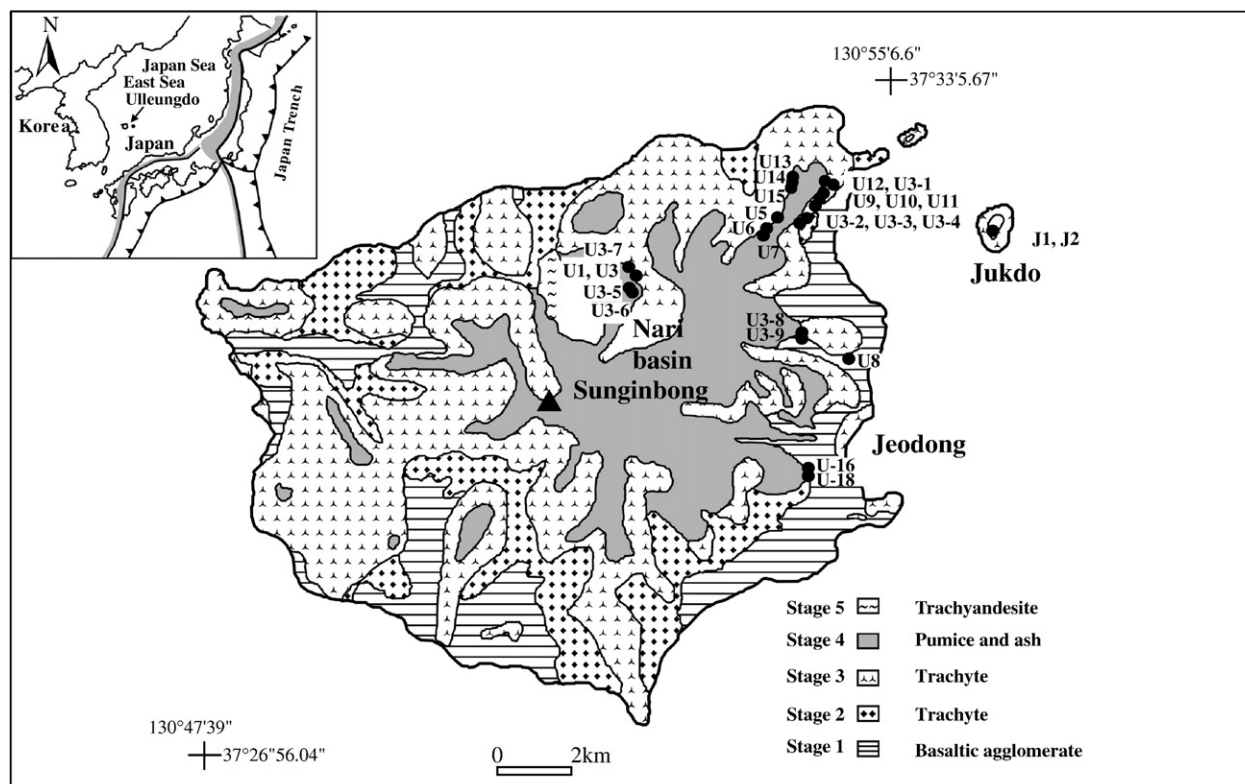 N
Japan Sea
East Sea
Ulleungdo
Korea
Japan
Japan Trench
130°55'6.6"
37°33'5.67"
U13
U14
U15
U5
U6
U7
U12, U3-1
U9, U10, U11
U3-2, U3-3, U3-4
J1, J2
Jukdo
U3-7
U1, U3
U3-5
U3-6
Nari
basin
U3-8
U3-9
U8
Sunginbong
Jeodong
U-16
U-18
Stage 5 Trachyandesite
Stage 4 Pumice and ash
Stage 3 Trachyte
Stage 2 Trachyte
Stage 1 Basaltic agglomerate
130°47'39"
37°26"56.04"
0 2km